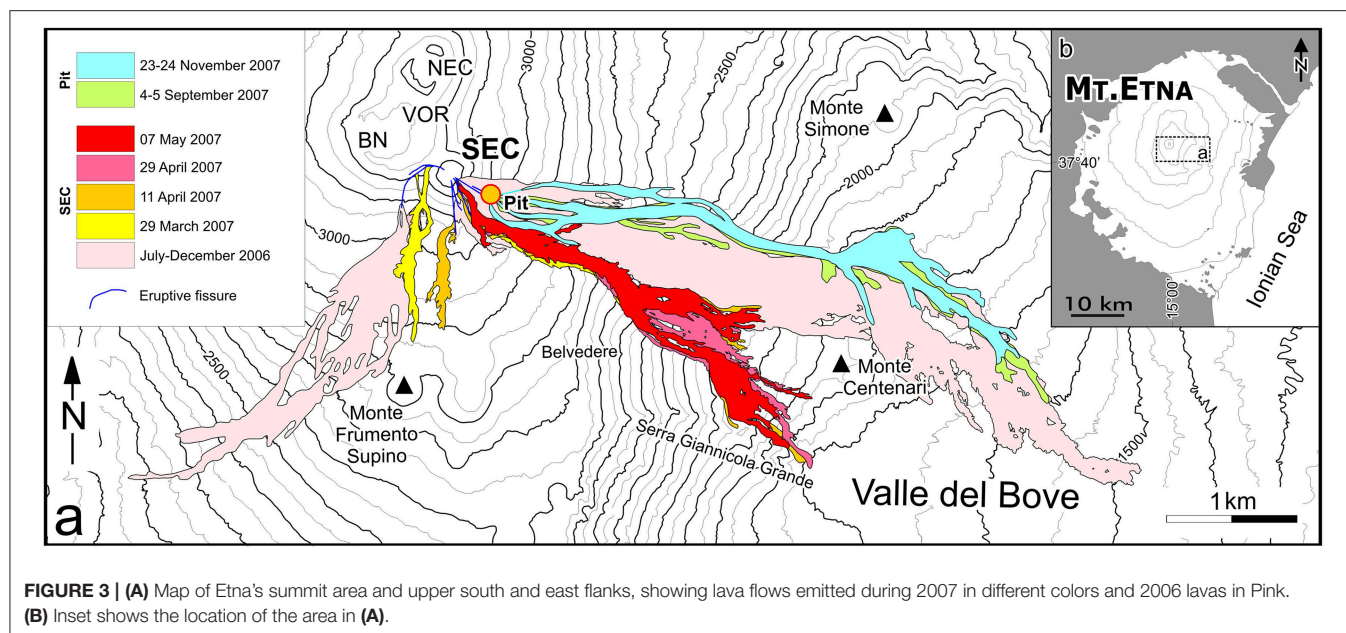 Pit
23-24 November 2007
4-5 September 2007
SEC
07 May 2007
29 April 2007
11 April 2007
29 March 2007
July-December 2006
Eruptive fissure
NEC
VOR
BN
SEC
Pit
3000
2500
Monte
Simone
2000
3000
2500
Belvedere
Monte
Frumento
Supino
Monte
Centenari
Serra Giannicola Grande
1500
Valle del Bove
N
a
1km
b
MT.ETNA
N
37°40'
a
15°00'
10 km
Ionian Sea
FIGURE 3 | (A) Map of Etna's summit area and upper south and east flanks, showing lava flows emitted during 2007 in different colors and 2006 lavas in Pink.
(B) Inset shows the location of the area in (A).